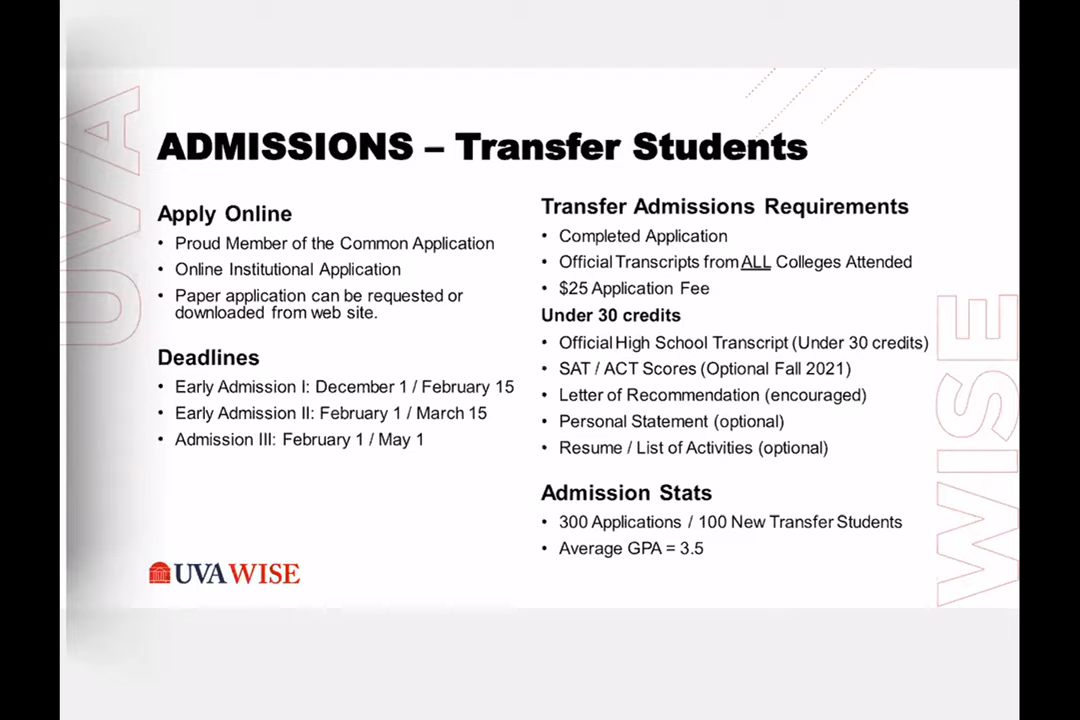 ADMISSIONS – Transfer Students
Apply Online
• Proud Member of the Common Application
• Online Institutional Application
• Paper application can be requested or
downloaded from web site.
Deadlines
• Early Admission I: December 1 / February 15
• Early Admission II: February 1 / March 15
• Admission III: February 1 / May 1
Transfer Admissions Requirements
• Completed Application
• Official Transcripts from ALL Colleges Attended
• $25 Application Fee
Under 30 credits
• Official High School Transcript (Under 30 credits)
• SAT / ACT Scores (Optional Fall 2021)
• Letter of Recommendation (encouraged)
• Personal Statement (optional)
• Resume / List of Activities (optional)
Admission Stats
• 300 Applications / 100 New Transfer Students
• Average GPA = 3.5
UVA WISE
UVA
WISE